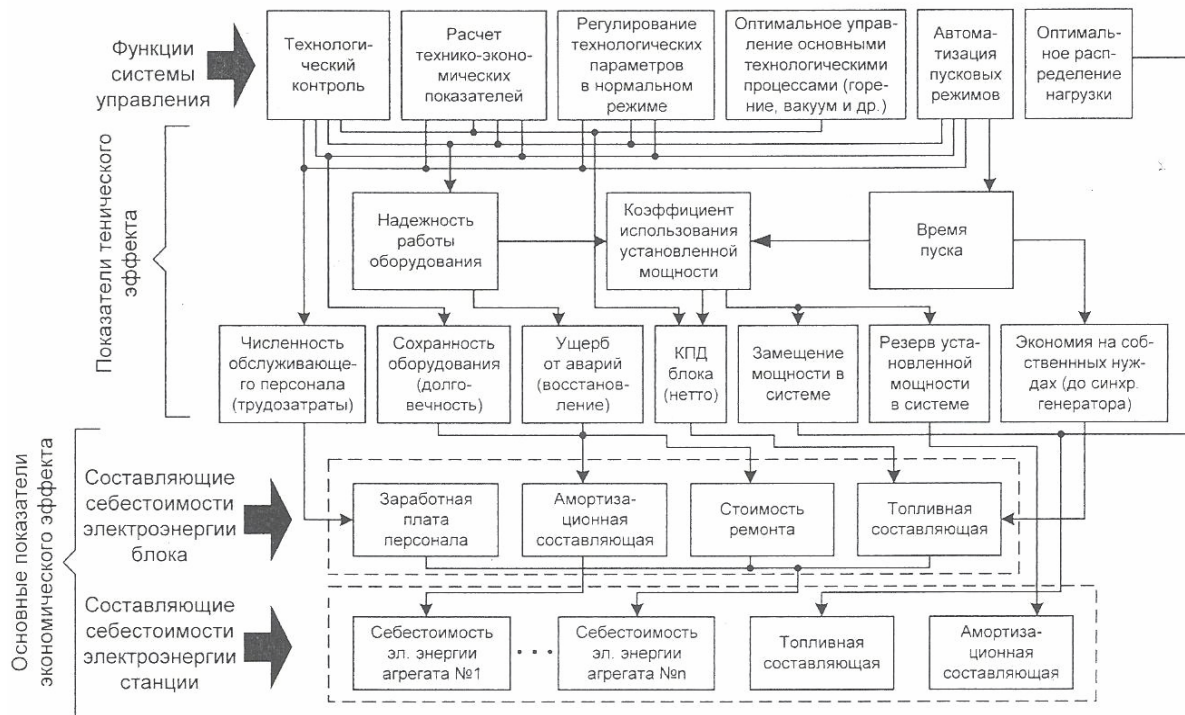 Функции
системы
управления
Технологи-
ческий
контроль
Расчет
технико-эконо-
мических
показателей
Регулирование
технологических
параметров
в нормальном
режиме
Оптимальное управ-
ление основными
технологическими
процессами (горе-
ние, вакуум и др.)
Автома-
тизация
пусковых
режимов
Оптималь-
ное рас-
пределение
нагрузки
Показатели тенического
эффекта
Надежность
работы
оборудования
Коэффициент
использования
установленной
мощности
Время
пуска
Численность
обслуживающе-
го персонала
(трудозатраты)
Сохранность
оборудования
(долго-
вечность)
Ущерб
от аварий
(восстанов-
ление)
КПД
блока
(нетто)
Замещение
мощности в
системе
Резерв уста-
новленной
мощности
в системе
Экономия на соб-
ственнных нуж-
дах (до синхр.
генератора)
Основные показатели
экономического эффекта
Составляющие
себестоимости
электроэнергии
блока
Заработная
плата
персонала
Амортиза-
ционная
составляющая
Стоимость
ремонта
Топливная
составляющая
Составляющие
себестоимости
электроэнергии
станции
Себестоимость
эл. энергии
агрегата №1
...
Себестоимость
эл. энергии
агрегата №n
Топливная
составляющая
Амортиза-
ционная
составляющая